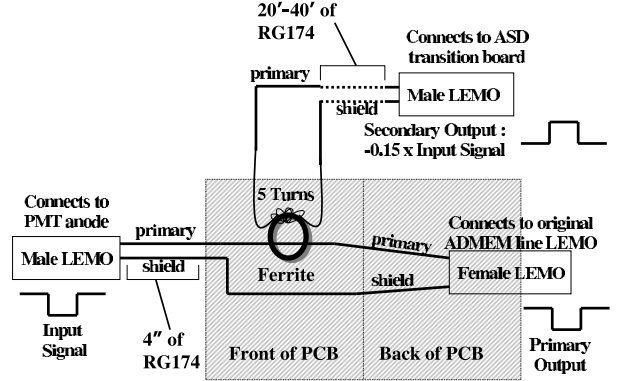 20′-40′ of
RG174
Connects to ASD
transition board
primary
Male LEMO
shield
Secondary Output :
-0.15 x Input Signal
5 Turns
Connects to
PMT anode
primary
Male LEMO
shield
Ferrite
primary
shield
Connects to original
ADMEM line LEMO
Female LEMO
Input
Signal
4″ of
RG174
Front of PCB
Back of PCB
Primary
Output